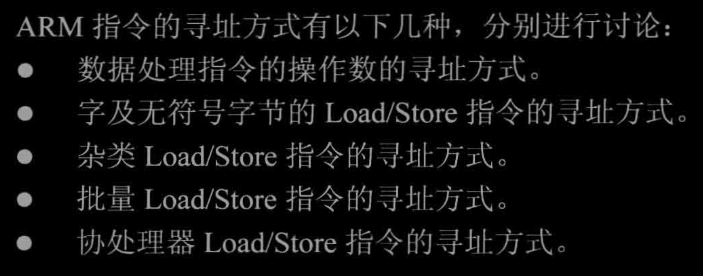 ARM 指令的寻址方式有以下几种，分别进行讨论：
● 数据处理指令的操作数的寻址方式。
● 字及无符号字节的 Load/Store 指令的寻址方式。
● 杂类 Load/Store 指令的寻址方式。
● 批量 Load/Store 指令的寻址方式。
● 协处理器 Load/Store 指令的寻址方式。